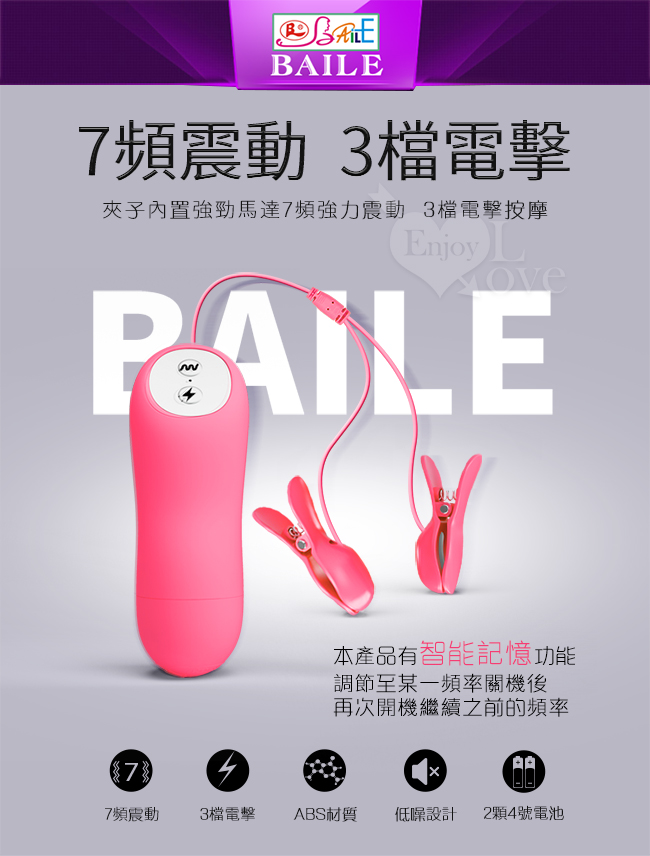 BAILE
BAILE
7頻震動 3檔電擊
夾子內置強勁馬達7頻強力震動 3檔電擊按摩
Enjoy Love
BAILE
本產品有智能記憶功能
調節至某一頻率關機後
再次開機繼續之前的頻率
7
7頻震動 3檔電擊 ABS材質 低噪設計 2顆4號電池